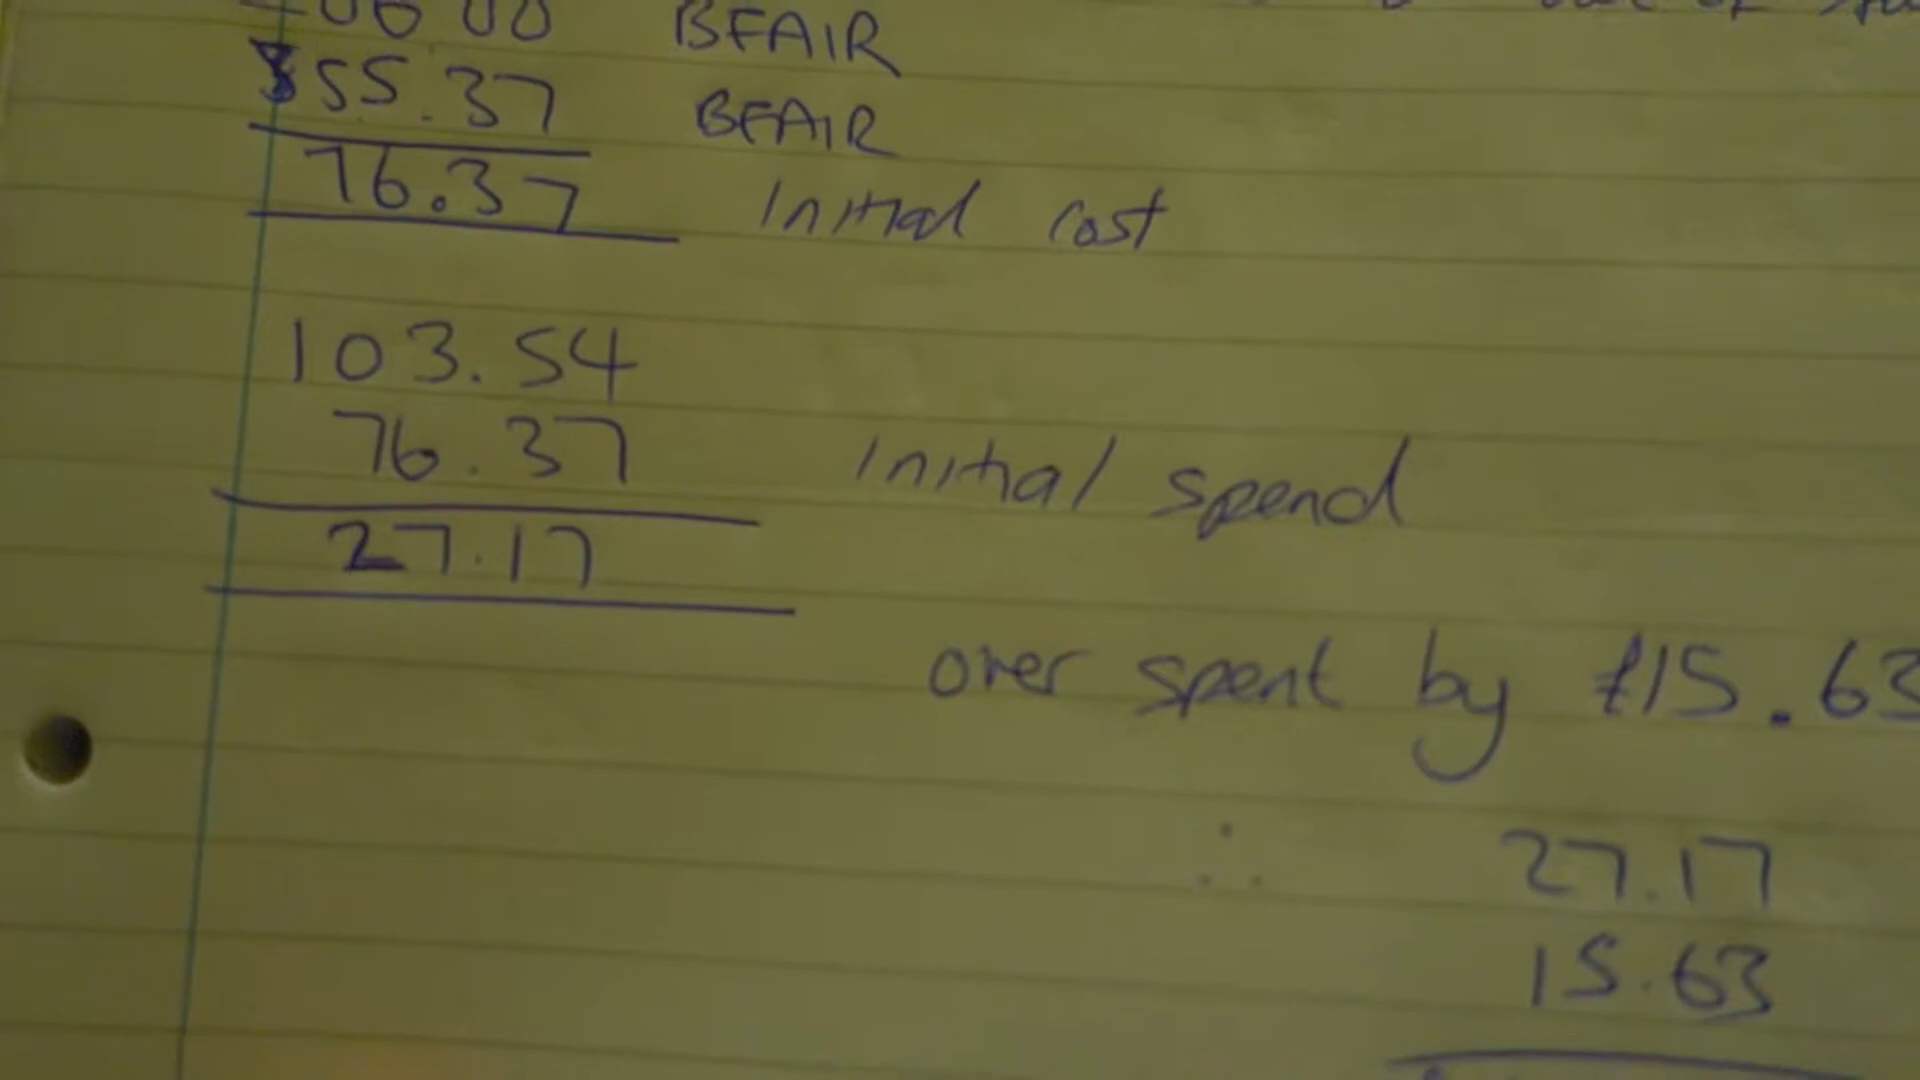 BFAIR
55.37 BFAIR
76.37 Initial cost
103.54
76.37 Initial spend
27.17
over spent by £15.63
∴ 27.17
15.63